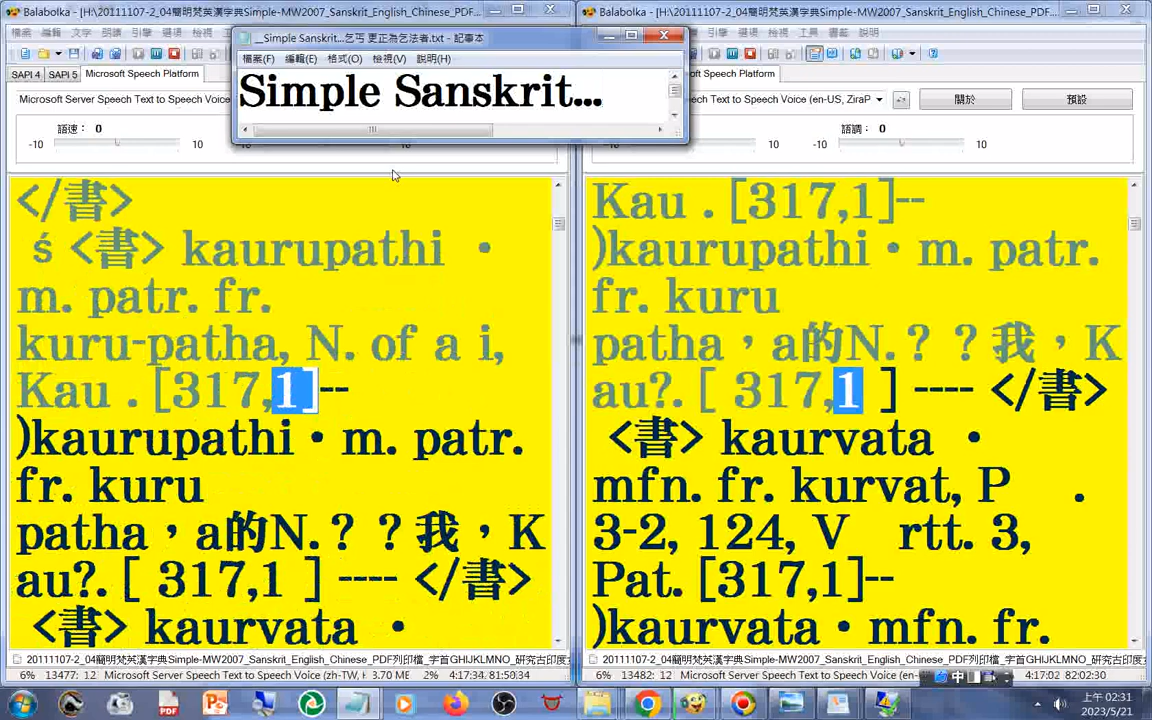 Balabolka - [H:\20111107-2_04簡明梵英漢字典Simple-MW2007_Sanskrit_English_Chinese_PDF...
SAPI 4 SAPI 5 Microsoft Speech Platform
Microsoft Server Speech Text to Speech Voice
語速： 0
-10 10
</書>
ś <書> kaurupathi •
m. patr. fr.
kuru-patha, N. of a i,
Kau . [317,1]--
)kaurupathi • m. patr.
fr. kuru
patha，a的N.？？我，K
au?. [ 317,1 ] ---- </書>
<書> kaurvata •
20111107-2_04簡明梵英漢字典Simple-MW2007_Sanskrit_English_Chinese_PDF列印檔_字首GHIJKLMNO_研究古印度
6% 13477: 12 Microsoft Server Speech Text to Speech Voice (zh-TW, H 3.70 ME 2% 4:17:34/81:50:34
__Simple Sanskrit...乞丐 更正為乞法者.txt - 記事本
檔案(F) 編輯(E) 格式(O) 檢視(V) 說明(H)
Simple Sanskrit...
Balabolka - [H:\20111107-2_04簡明梵英漢字典Simple-MW2007_Sanskrit_English_Chinese_PDF...
ft Speech Platform
ech Text to Speech Voice (en-US, ZiraP
關於 預設
語調： 0
-10 10
Kau . [317,1]--
)kaurupathi • m. patr.
fr. kuru
patha，a的N.？？我，K
au?. [ 317,1 ] ---- </書>
<書> kaurvata •
mfn. fr. kurvat, P .
3-2, 124, V rtt. 3,
Pat. [317,1]--
)kaurvata • mfn. fr.
20111107-2_04簡明梵英漢字典Simple-MW2007_Sanskrit_English_Chinese_PDF列印檔_字首GHIJKLMNO_研究古印度
6% 13482: 12 Microsoft Server Speech Text to Speech Voice (en-U 4:17:02/82:02:30
中
上午 02:31
2023/5/21